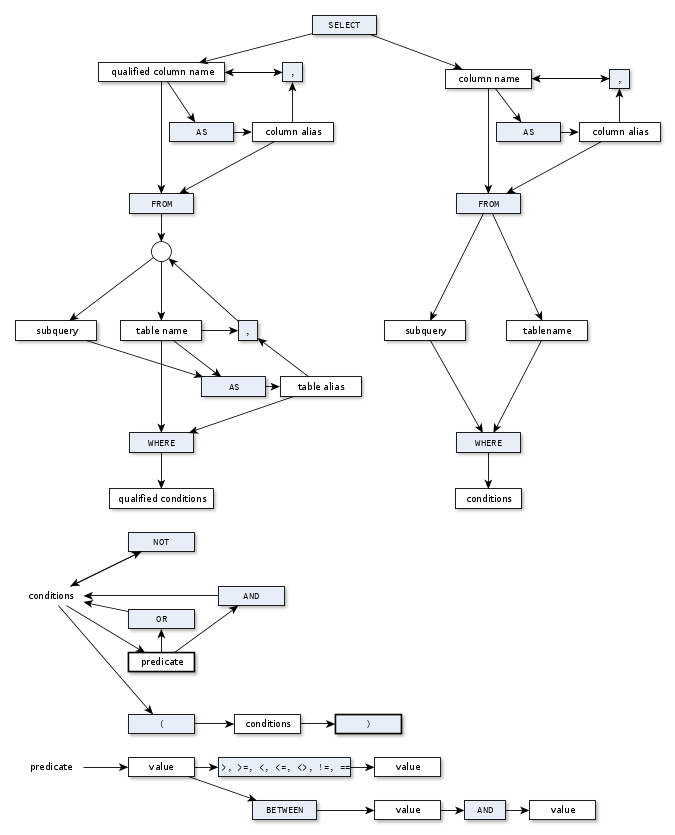 SELECT
qualified column name
,
column name
,
AS
column alias
AS
column alias
FROM
FROM
subquery
table name
,
subquery
tablename
AS
table alias
WHERE
WHERE
qualified conditions
conditions
NOT
conditions
AND
OR
predicate
(
conditions
)
predicate
value
>, >=, <, <=, <>, !=, ==
value
BETWEEN
value
AND
value